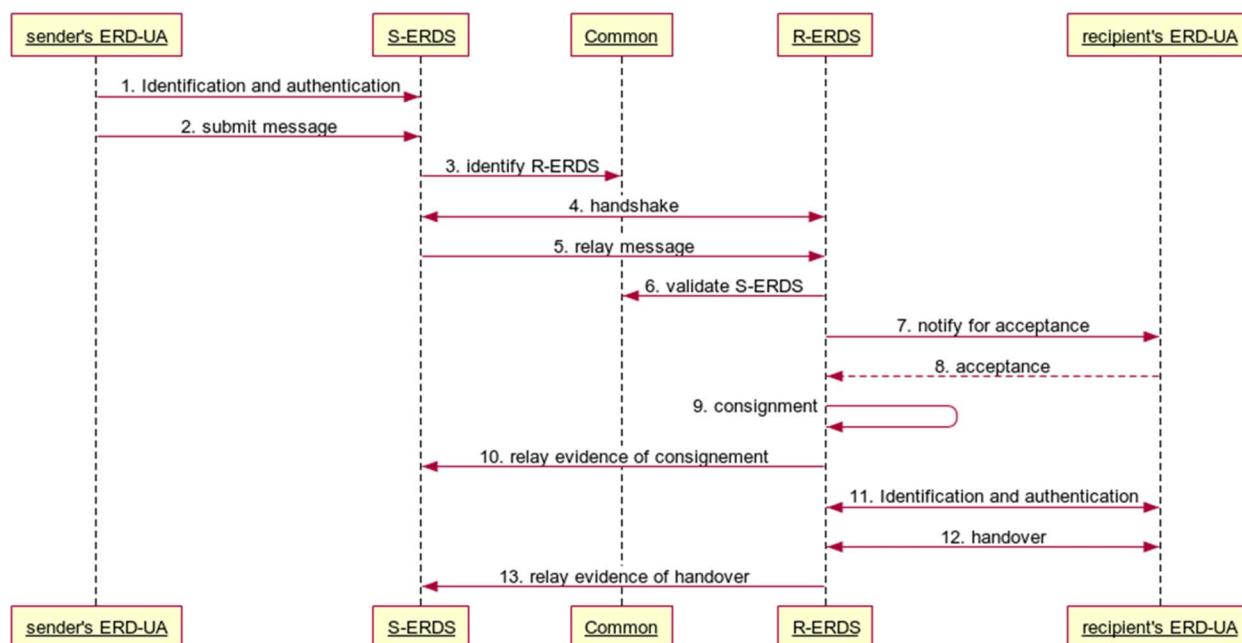 sender's ERD-UA
S-ERDS
Common
R-ERDS
recipient's ERD-UA
1. Identification and authentication
2. submit message
3. identify R-ERDS
4. handshake
5. relay message
6. validate S-ERDS
7. notify for acceptance
8. acceptance
9. consignment
10. relay evidence of consignement
11. Identification and authentication
12. handover
13. relay evidence of handover
sender's ERD-UA
S-ERDS
Common
R-ERDS
recipient's ERD-UA